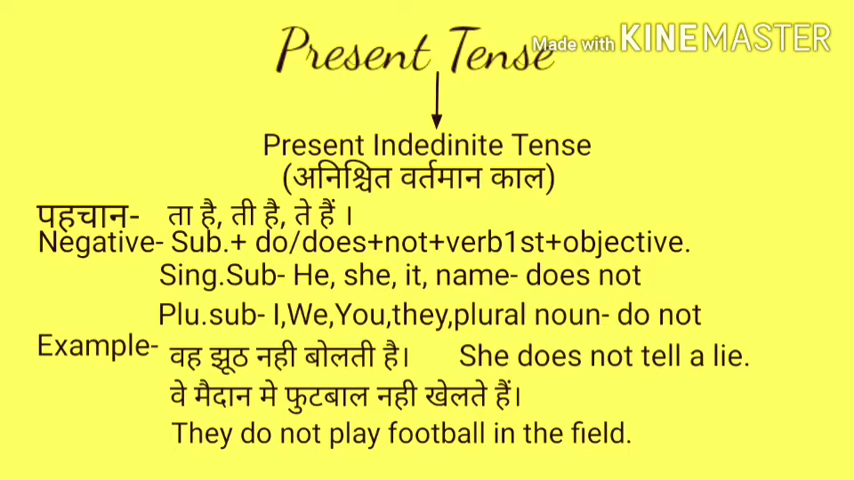 Present Tense
Made with KINEMASTER
Present Indedinite Tense
(अनिश्चित वर्तमान काल)
पहचान- ता है, ती है, ते हैं ।
Negative- Sub.+ do/does+not+verb1st+objective.
Sing.Sub- He, she, it, name- does not
Plu.sub- I,We,You,they,plural noun- do not
Example- वह झूठ नही बोलती है। She does not tell a lie.
वे मैदान मे फुटबाल नही खेलते हैं।
They do not play football in the field.